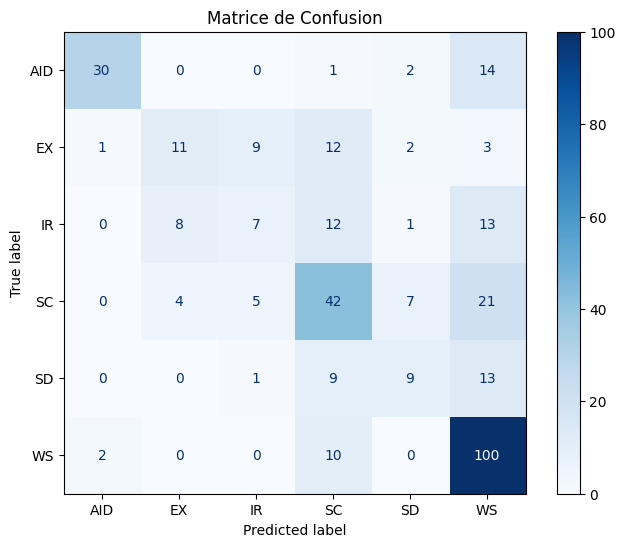 Matrice de Confusion
True label
AID 30 0 0 1 2 14
EX 1 11 9 12 2 3
IR 0 8 7 12 1 13
SC 0 4 5 42 7 21
SD 0 0 1 9 9 13
WS 2 0 0 10 0 100
AID EX IR SC SD WS
Predicted label
100
80
60
40
20
0